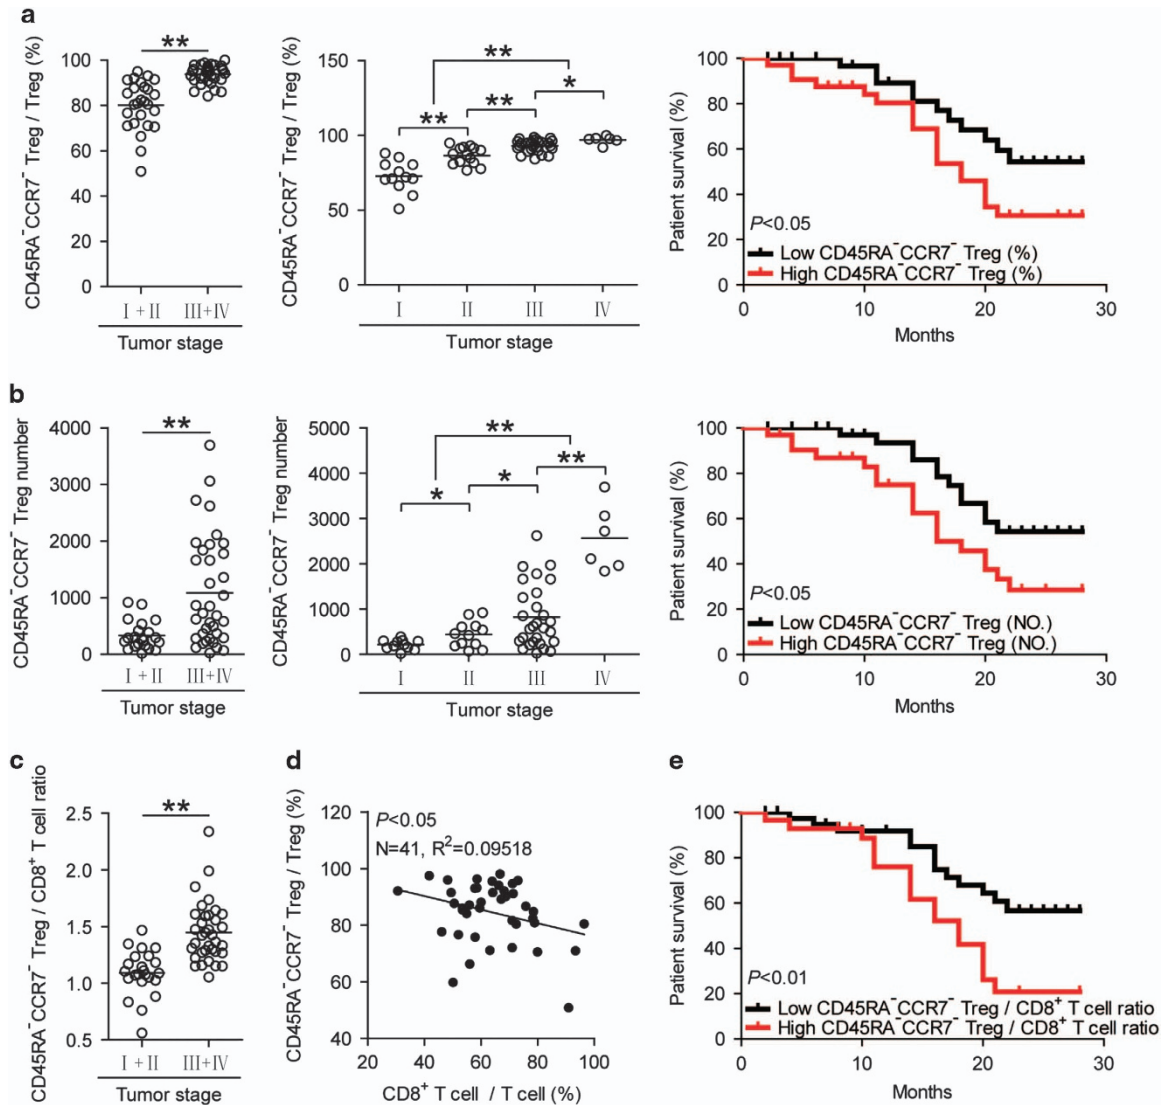 a
CD45RA⁻CCR7⁻ Treg / Treg (%)
100
80
60
40
20
0
**
I + II
III+IV
Tumor stage
CD45RA⁻CCR7⁻ Treg / Treg (%)
150
100
50
0
**
**
**
*
I
II
III
IV
Tumor stage
Patient survival (%)
100
80
60
40
20
0
P<0.05
Low CD45RA⁻CCR7⁻ Treg (%)
High CD45RA⁻CCR7⁻ Treg (%)
0
10
20
30
Months
b
CD45RA⁻CCR7⁻ Treg number
4000
3000
2000
1000
0
**
I + II
III+IV
Tumor stage
CD45RA⁻CCR7⁻ Treg number
5000
4000
3000
2000
1000
0
**
*
*
**
I
II
III
IV
Tumor stage
Patient survival (%)
100
80
60
40
20
0
P<0.05
Low CD45RA⁻CCR7⁻ Treg (NO.)
High CD45RA⁻CCR7⁻ Treg (NO.)
0
10
20
30
Months
c
CD45RA⁻CCR7⁻ Treg / CD8⁺ T cell ratio
2.5
2.0
1.5
1.0
0.5
**
I + II
III+IV
Tumor stage
d
CD45RA⁻CCR7⁻ Treg / Treg (%)
120
100
80
60
40
P<0.05
N=41, R²=0.09518
20
40
60
80
100
CD8⁺ T cell / T cell (%)
e
Patient survival (%)
100
80
60
40
20
0
P<0.01
Low CD45RA⁻CCR7⁻ Treg / CD8⁺ T cell ratio
High CD45RA⁻CCR7⁻ Treg / CD8⁺ T cell ratio
0
10
20
30
Months